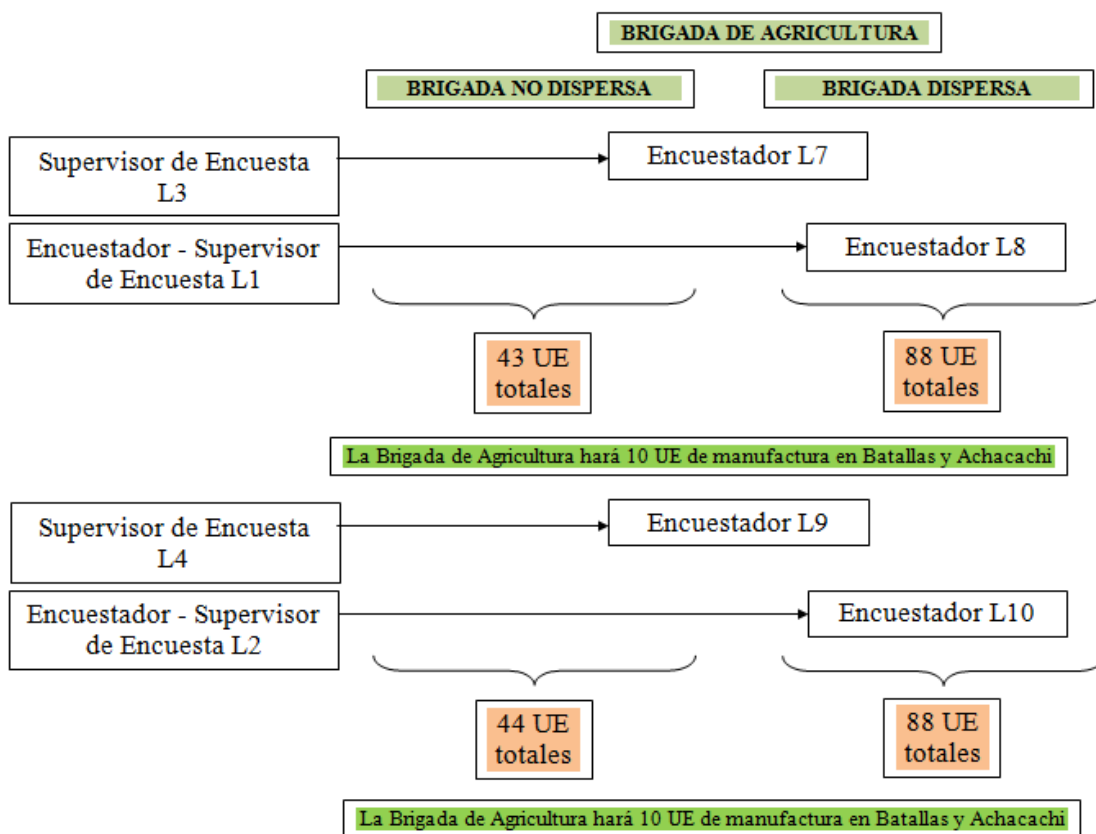 BRIGADA DE AGRICULTURA
BRIGADA NO DISPERSA
BRIGADA DISPERSA
Supervisor de Encuesta
L3
Encuestador L7
Encuestador - Supervisor
de Encuesta L1
Encuestador L8
43 UE
totales
88 UE
totales
La Brigada de Agricultura hará 10 UE de manufactura en Batallas y Achacachi
Supervisor de Encuesta
L4
Encuestador L9
Encuestador - Supervisor
de Encuesta L2
Encuestador L10
44 UE
totales
88 UE
totales
La Brigada de Agricultura hará 10 UE de manufactura en Batallas y Achacachi